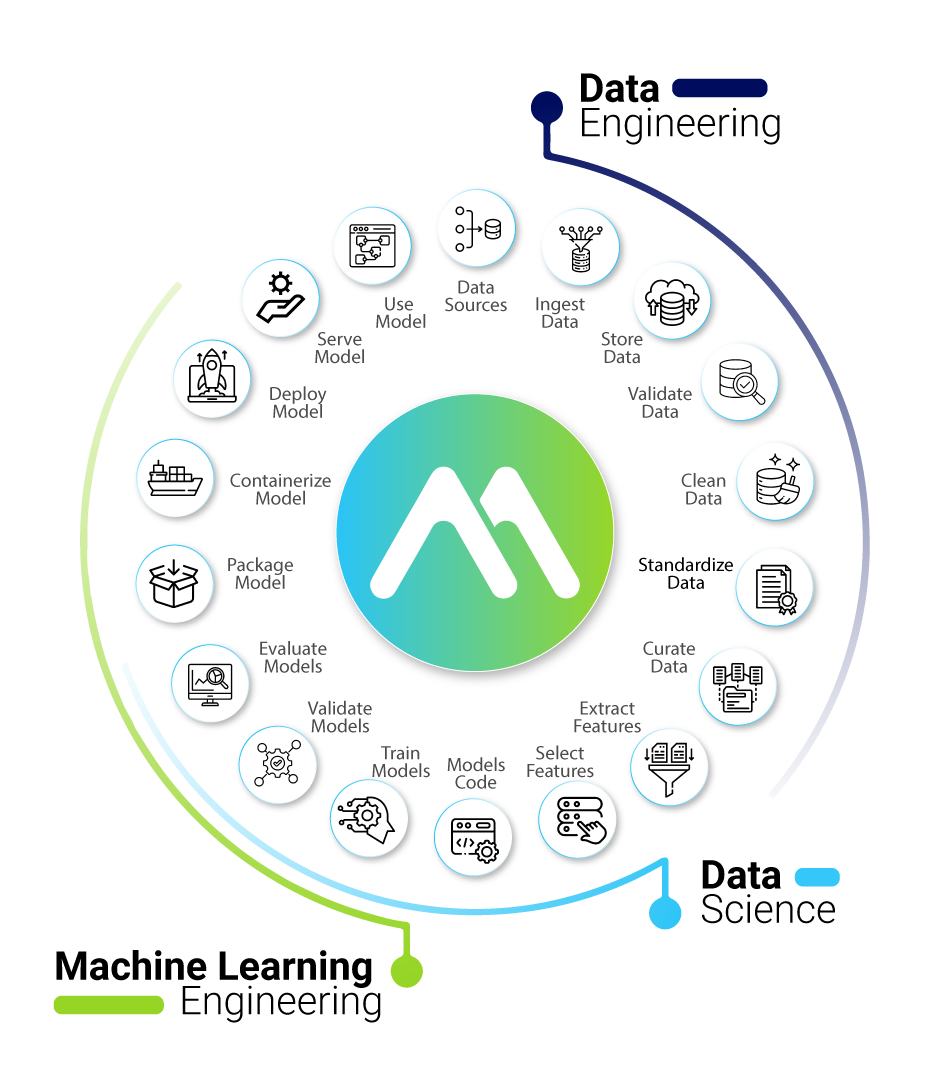 Data
Engineering
Data
Sources
Ingest
Data
Store
Data
Validate
Data
Clean
Data
Standardize
Data
Curate
Data
Extract
Features
Select
Features
Models
Code
Train
Models
Validate
Models
Evaluate
Models
Package
Model
Containerize
Model
Deploy
Model
Serve
Model
Use
Model
Data
Science
Machine Learning
Engineering